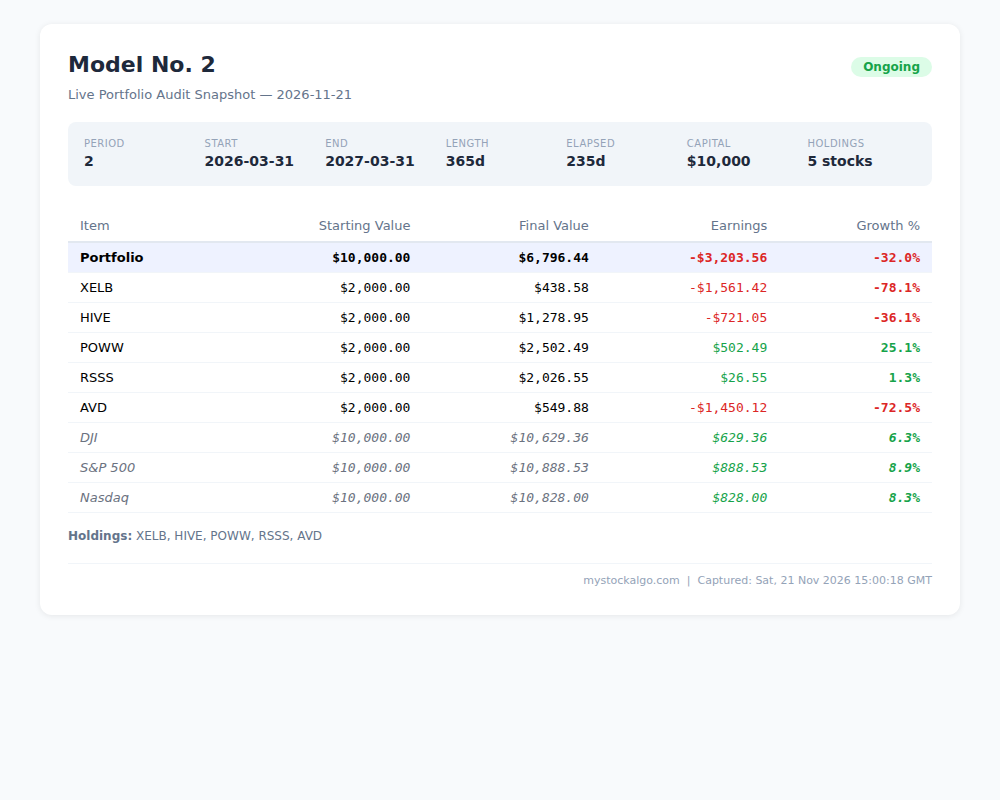 Model No. 2
Ongoing
Live Portfolio Audit Snapshot — 2026-11-21
PERIOD START END LENGTH ELAPSED CAPITAL HOLDINGS
2 2026-03-31 2027-03-31 365d 235d $10,000 5 stocks
Item Starting Value Final Value Earnings Growth %
Portfolio $10,000.00 $6,796.44 -$3,203.56 -32.0%
XELB $2,000.00 $438.58 -$1,561.42 -78.1%
HIVE $2,000.00 $1,278.95 -$721.05 -36.1%
POWW $2,000.00 $2,502.49 $502.49 25.1%
RSSS $2,000.00 $2,026.55 $26.55 1.3%
AVD $2,000.00 $549.88 -$1,450.12 -72.5%
DJI $10,000.00 $10,629.36 $629.36 6.3%
S&P 500 $10,000.00 $10,888.53 $888.53 8.9%
Nasdaq $10,000.00 $10,828.00 $828.00 8.3%
Holdings: XELB, HIVE, POWW, RSSS, AVD
mystockalgo.com | Captured: Sat, 21 Nov 2026 15:00:18 GMT